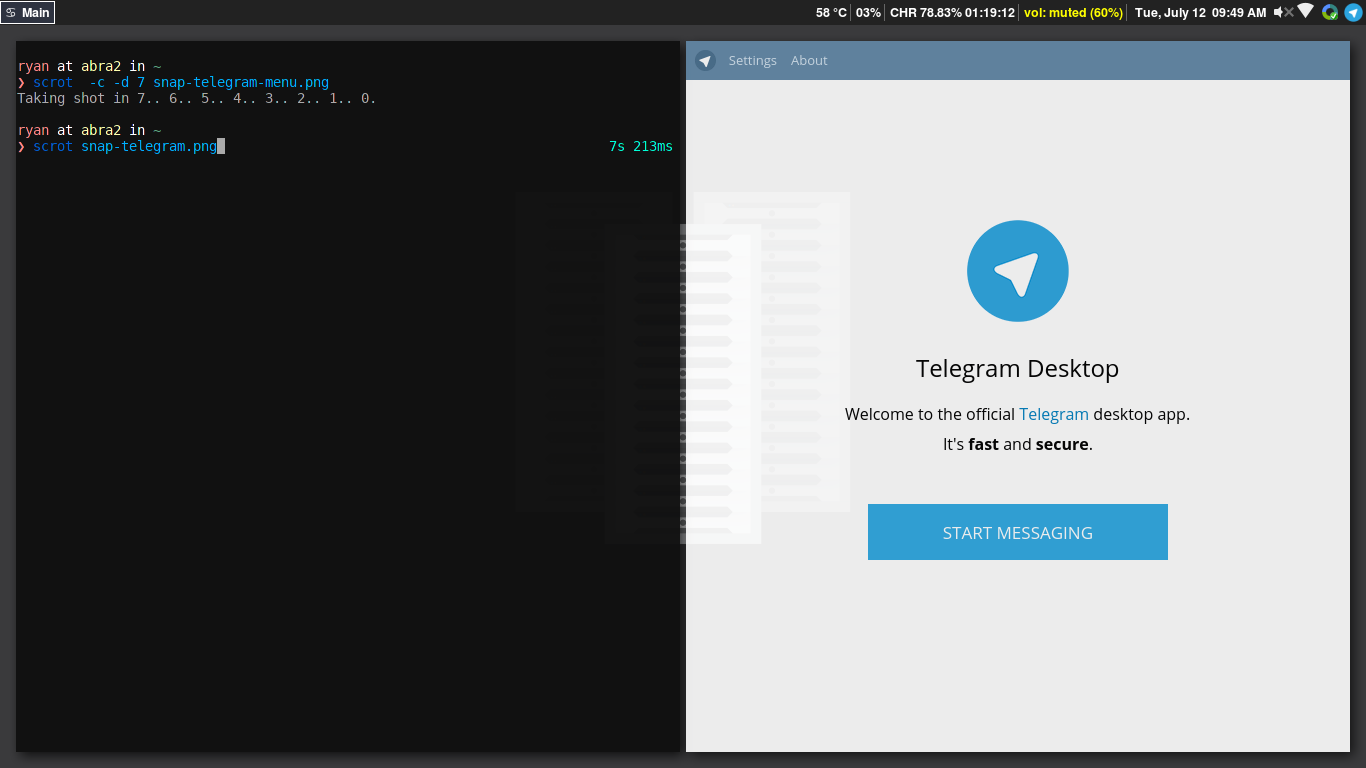 Main
58 °C 03% CHR 78.83% 01:19:12 vol: muted (60%) Tue, July 12 09:49 AM
ryan at abra2 in ~
❯ scrot  -c -d 7 snap-telegram-menu.png
Taking shot in 7.. 6.. 5.. 4.. 3.. 2.. 1.. 0.
ryan at abra2 in ~
❯ scrot snap-telegram.png 7s 213ms
Settings About
Telegram Desktop
Welcome to the official Telegram desktop app.
It's fast and secure.
START MESSAGING